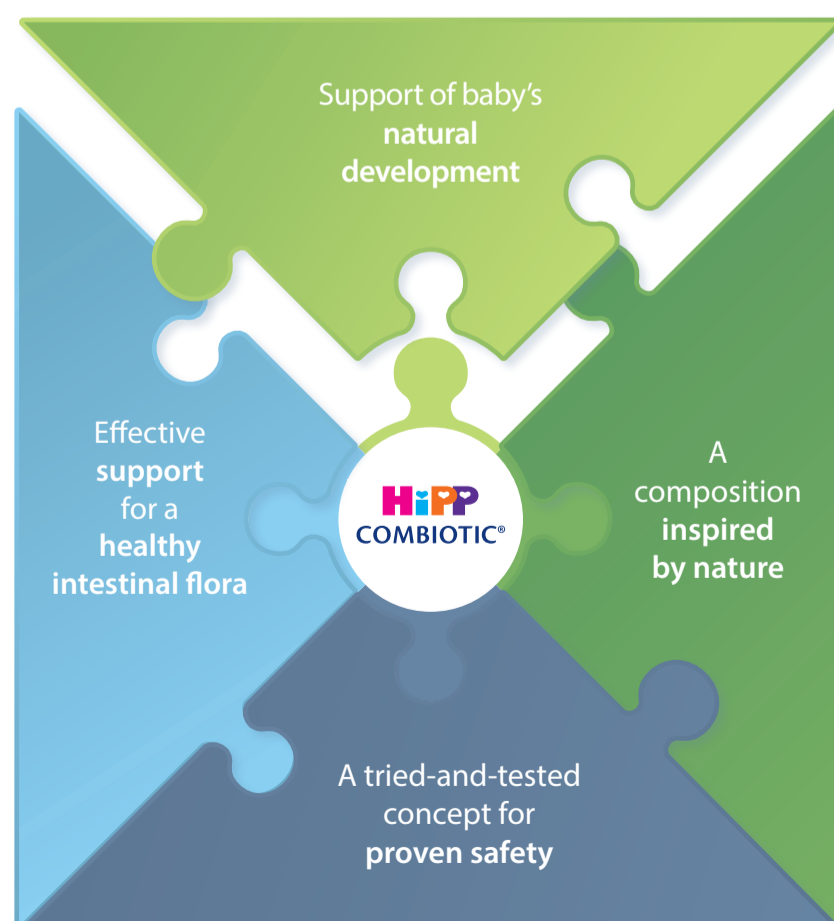 Support of baby's
natural
development
Effective
support
for a
healthy
intestinal flora
HiPP
COMBIOTIC®
A
composition
inspired
by nature
A tried-and-tested
concept for
proven safety